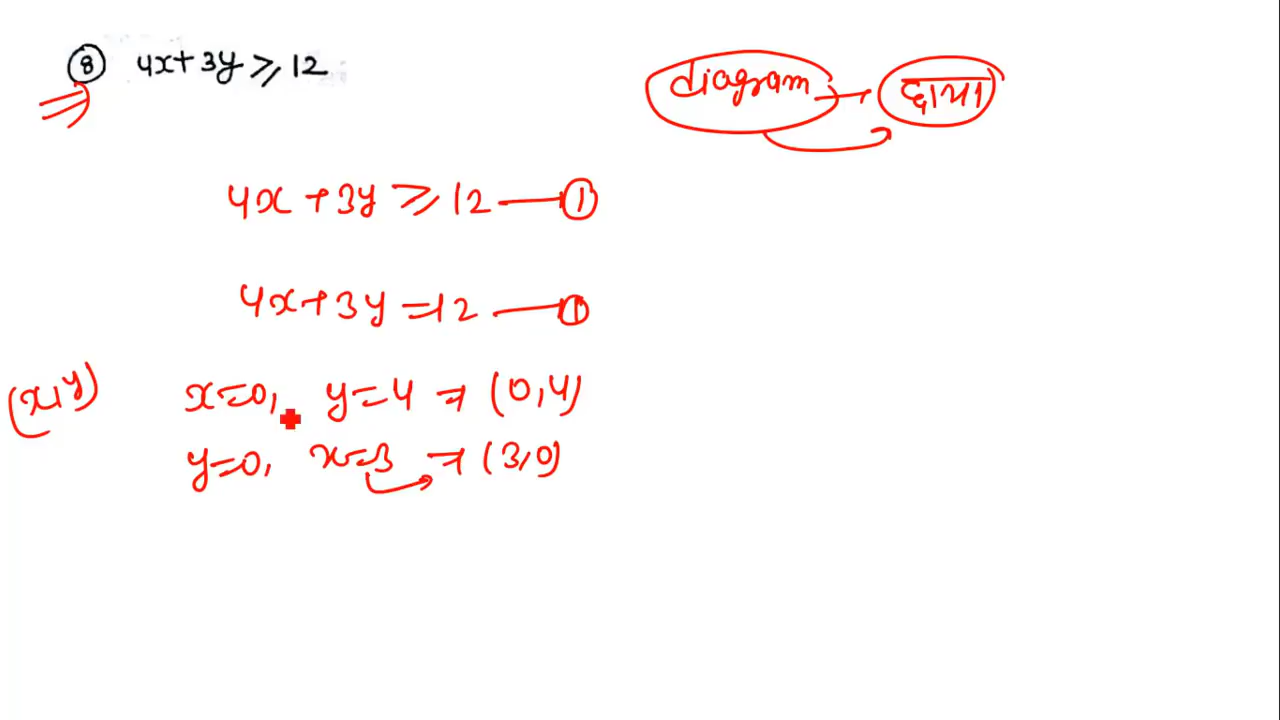 ⑧ 4x+3y ≥ 12
diagram → छाया
4x+3y ≥ 12 — ①
4x+3y = 12 — ①
(x,y) x=0, y=4 ⇒ (0,4)
y=0, x=3 ⇒ (3,0)